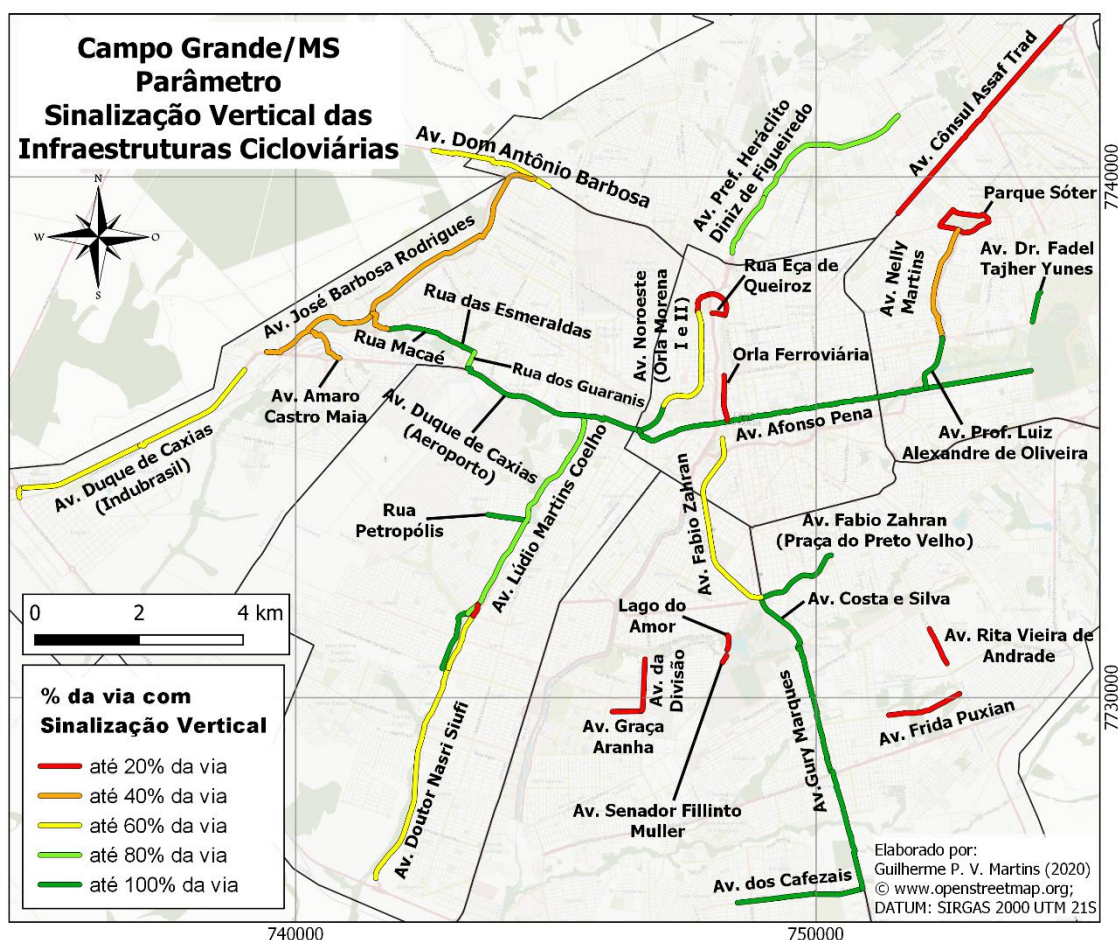 Campo Grande/MS
Parâmetro
Sinalização Vertical das
Infraestruturas Cicloviárias
N
W
O
S
Av. Dom Antônio Barbosa
Av. Pref. Heráclito
Diniz de Figueiredo
Av. Cônsul Assaf Trad
7740000
Parque Sóter
Av. Dr. Fadel
Tajher Yunes
Av. Nelly
Martins
Rua Eça de
Queiroz
Av. José Barbosa Rodrigues
Rua das Esmeraldas
Av. Noroeste
(Orla Morena
I e II)
Rua Macaé
Orla Ferroviária
Rua dos Guaranis
Av. Amaro
Castro Maia
Av. Duque de Caxias
(Aeroporto)
Av. Afonso Pena
Av. Prof. Luiz
Alexandre de Oliveira
Av. Duque de Caxias
(Indubrasil)
Av. Lúdio Martins Coelho
Rua
Petropólis
Av. Fabio Zahran
Av. Fabio Zahran
(Praça do Preto Velho)
Av. Costa e Silva
0 2 4 km
Lago do
Amor
Av. Rita Vieira de
Andrade
Av. da
Divisão
Av. Graça
Aranha
Av. Frida Puxian
7730000
Av.Gury Marques
% da via com
Sinalização Vertical
até 20% da via
até 40% da via
até 60% da via
até 80% da via
até 100% da via
Av. Doutor Nasri Siufi
Av. Senador Fillinto
Muller
Av. dos Cafezais
Elaborado por:
Guilherme P. V. Martins (2020)
© www.openstreetmap.org;
DATUM: SIRGAS 2000 UTM 21S
740000
750000